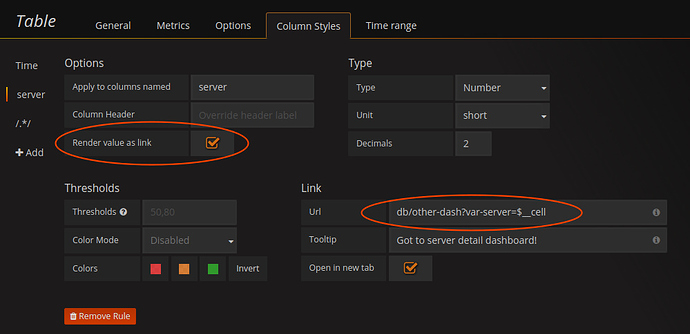 Table
General
Metrics
Options
Column Styles
Time range
Time
server
/.*/
+ Add
Options
Apply to columns named
server
Column Header
Override header label
Render value as link
Type
Type
Number
Unit
short
Decimals
2
Thresholds
Thresholds
50,80
Color Mode
Disabled
Colors
Invert
Link
Url
db/other-dash?var-server=$__cell
Tooltip
Got to server detail dashboard!
Open in new tab
Remove Rule